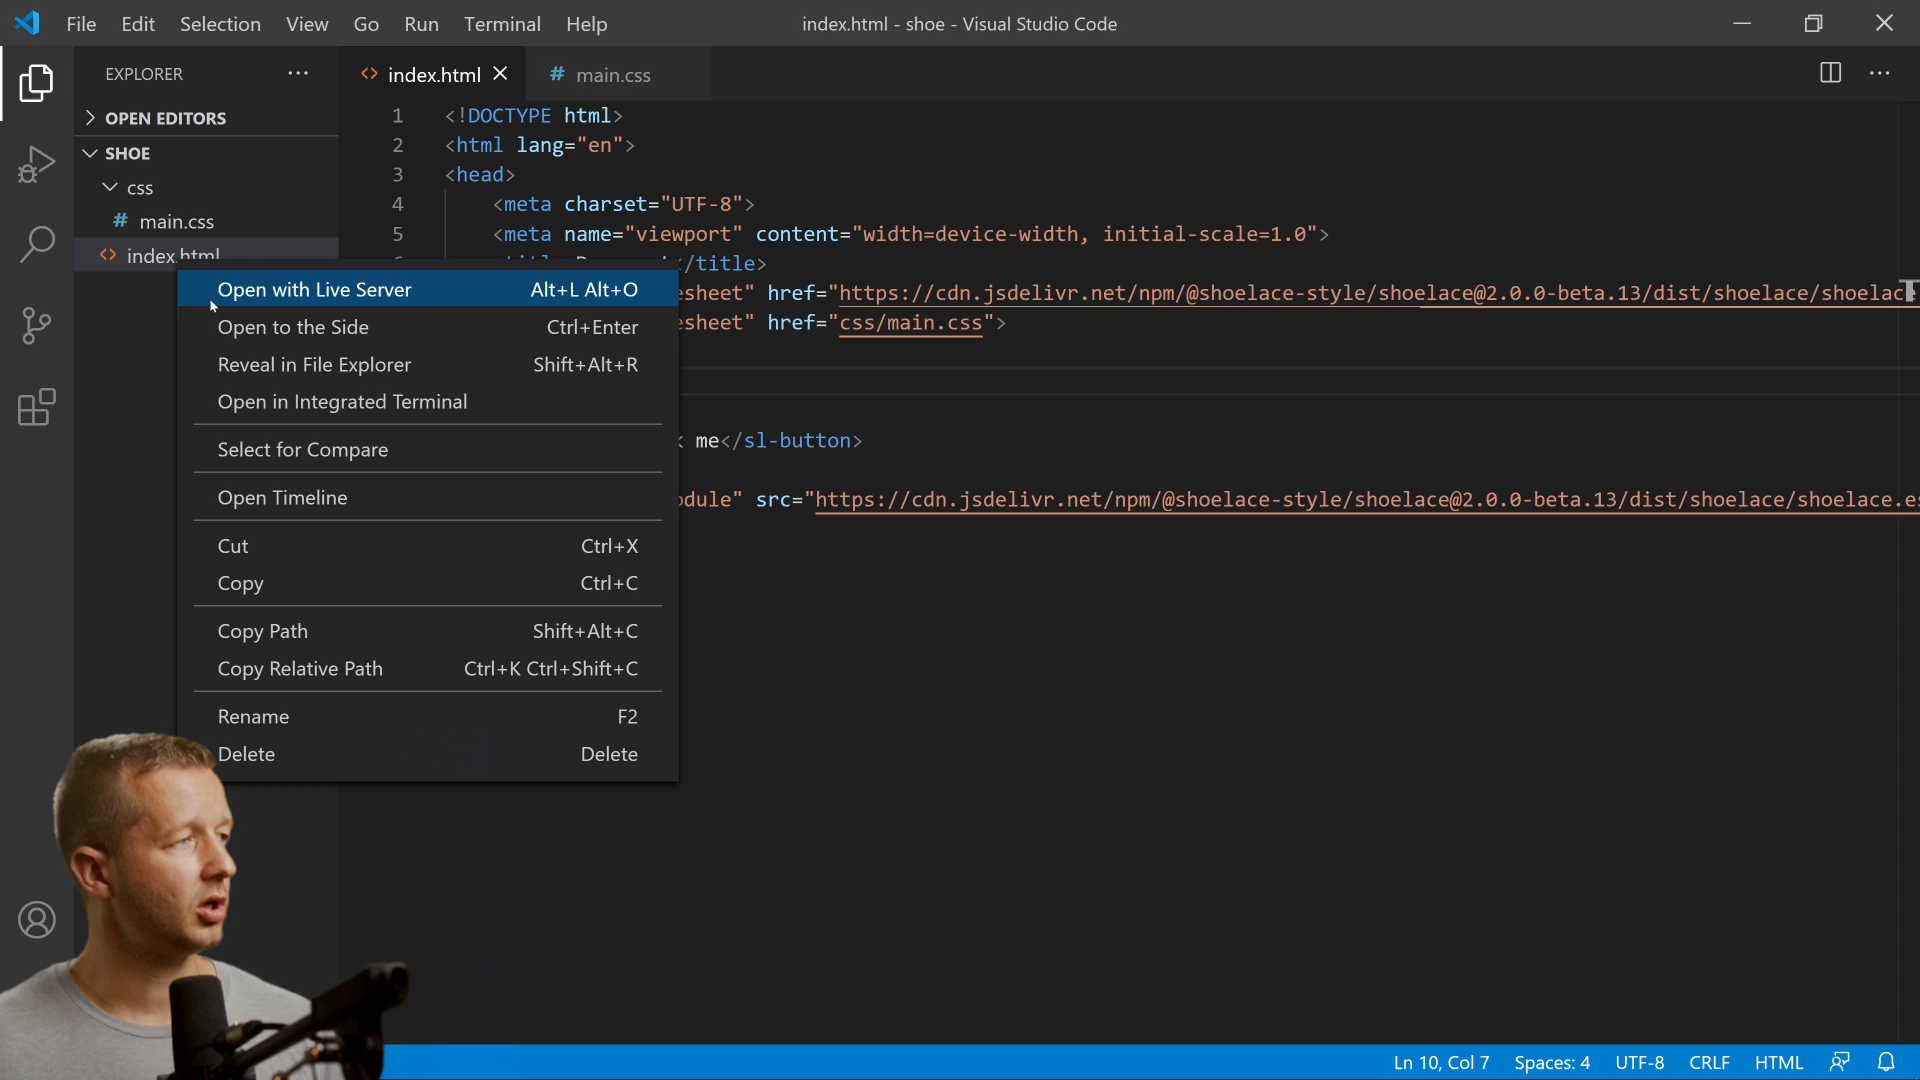 File Edit Selection View Go Run Terminal Help
index.html - shoe - Visual Studio Code
EXPLORER
OPEN EDITORS
SHOE
css
# main.css
<> index.html
<> index.html
# main.css
1 <!DOCTYPE html>
2 <html lang="en">
3 <head>
4 <meta charset="UTF-8">
5 <meta name="viewport" content="width=device-width, initial-scale=1.0">
</title>
esheet" href="https://cdn.jsdelivr.net/npm/@shoelace-style/shoelace@2.0.0-beta.13/dist/shoelace/shoelace
esheet" href="css/main.css">
me</sl-button>
odule" src="https://cdn.jsdelivr.net/npm/@shoelace-style/shoelace@2.0.0-beta.13/dist/shoelace/shoelace.es
Open with Live Server Alt+L Alt+O
Open to the Side Ctrl+Enter
Reveal in File Explorer Shift+Alt+R
Open in Integrated Terminal
Select for Compare
Open Timeline
Cut Ctrl+X
Copy Ctrl+C
Copy Path Shift+Alt+C
Copy Relative Path Ctrl+K Ctrl+Shift+C
Rename F2
Delete Delete
Ln 10, Col 7 Spaces: 4 UTF-8 CRLF HTML